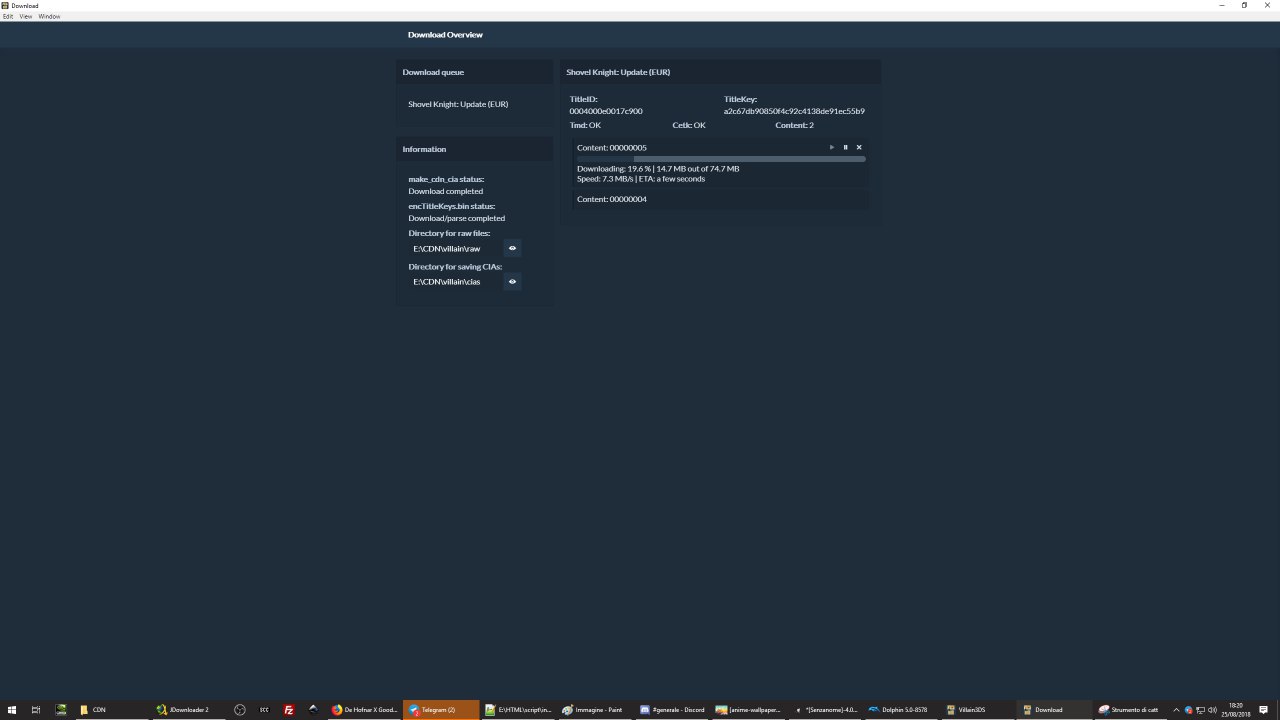 Download
Edit View Window
Download Overview
Download queue
Shovel Knight: Update (EUR)
Information
make_cdn_cia status:
Download completed
encTitleKeys.bin status:
Download/parse completed
Directory for raw files:
E:\CDN\villain\raw
Directory for saving CIAs:
E:\CDN\villain\cias
Shovel Knight: Update (EUR)
TitleID:
0004000e0017c900
TitleKey:
a2c67db90850f4c92c4138de91ec55b9
Tmd: OK
Cetk: OK
Content: 2
Content: 00000005
Downloading: 19.6 % | 14.7 MB out of 74.7 MB
Speed: 7.3 MB/s | ETA: a few seconds
Content: 00000004
CDN
JDownloader 2
De Hofnar X Good...
Telegram (2)
E:\HTML\script\in...
Immagine - Paint
#generale - Discord
[anime-wallpaper...
*[Senzanome]-4.0...
Dolphin 5.0-8578
Villain3DS
Download
Strumento di catt
18:20
25/08/2018